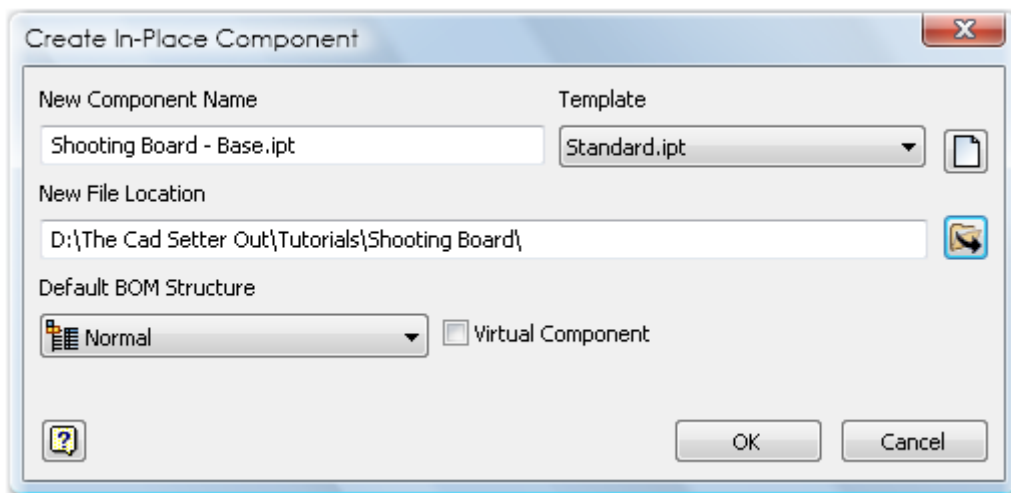 Create In-Place Component
New Component Name
Template
Shooting Board - Base.ipt
Standard.ipt
New File Location
D:\The Cad Setter Out\Tutorials\Shooting Board\
Default BOM Structure
Normal
Virtual Component
OK
Cancel